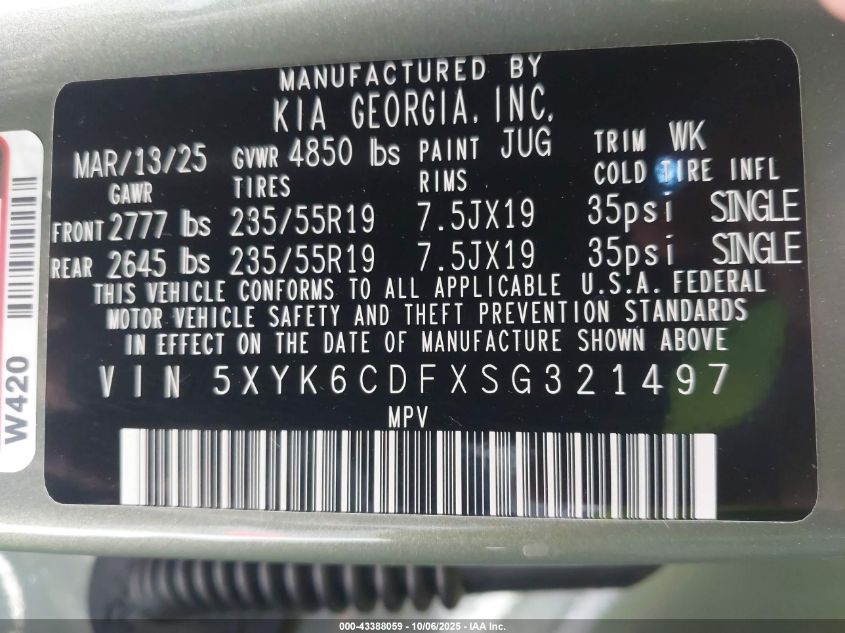 MANUFACTURED BY
KIA GEORGIA, INC.
MAR/13/25 GVWR 4850 lbs PAINT JUG TRIM WK
GAWR TIRES RIMS COLD TIRE INFL
FRONT 2777 lbs 235/55R19 7.5JX19 35psi SINGLE
REAR 2645 lbs 235/55R19 7.5JX19 35psi SINGLE
THIS VEHICLE CONFORMS TO ALL APPLICABLE U.S.A. FEDERAL
MOTOR VEHICLE SAFETY AND THEFT PREVENTION STANDARDS
IN EFFECT ON THE DATE OF MANUFACTURE SHOWN ABOVE
VIN 5XYK6CDFXSG321497
MPV
W420
000-43388059 - 10/06/2025 - IAA, Inc.